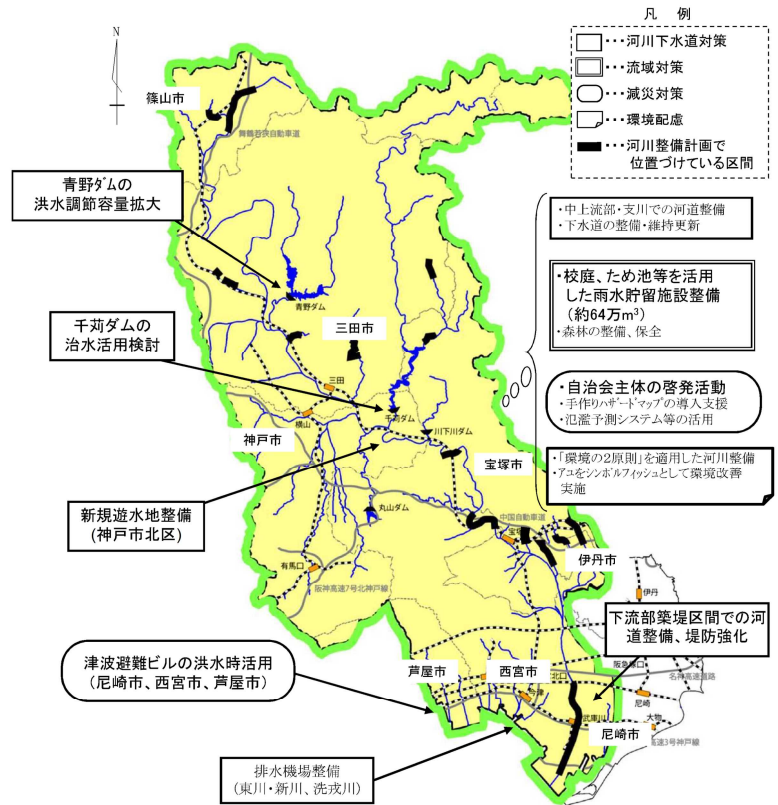 凡 例
･･･河川下水道対策
･･･流域対策
･･･減災対策
･･･環境配慮
･･･河川整備計画で
位置づけている区間
N
篠山市
舞鶴若狭自動車道
青野ﾀﾞﾑの
洪水調節容量拡大
青野ダム
・中上流部・支川での河道整備
・下水道の整備・維持更新
・校庭、ため池等を活用
した雨水貯留施設整備
（約64万m³）
・森林の整備、保全
千苅ダムの
治水活用検討
三田市
三田
・自治会主体の啓発活動
・手作りﾊｻﾞｰﾄﾞﾏｯﾌﾟの導入支援
・氾濫予測システム等の活用
千苅ダム
横山
川下川ダム
神戸市
宝塚市
・「環境の2原則」を適用した河川整備
・アユをシンボルフィッシュとして環境改善
実施
新規遊水地整備
(神戸市北区)
丸山ダム
中国自動車道
宝塚
伊丹市
有馬口
阪神高速7号北神戸線
伊丹
下流部築堤区間での河
道整備、堤防強化
津波避難ビルの洪水時活用
（尼崎市、西宮市、芦屋市）
芦屋市
西宮市
北口
阪急塚口
名神高速道路
今津
尼崎
武庫川
大物
尼崎市
高速3号神戸線
排水機場整備
（東川・新川、洗戎川）